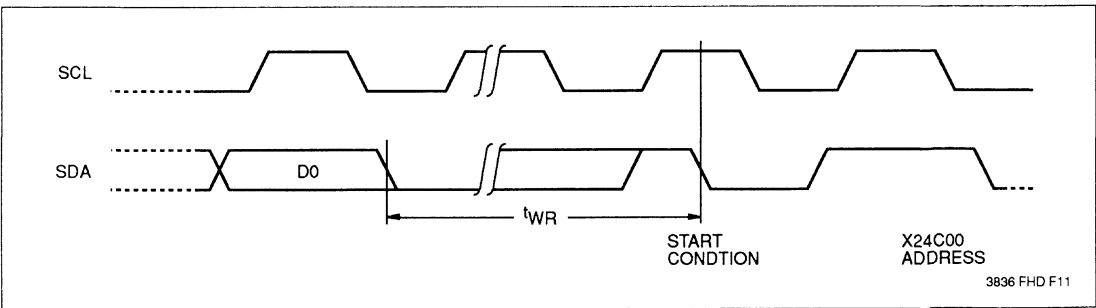 SCL
SDA
D0
tWR
START
CONDTION
X24C00
ADDRESS
3836 FHD F11